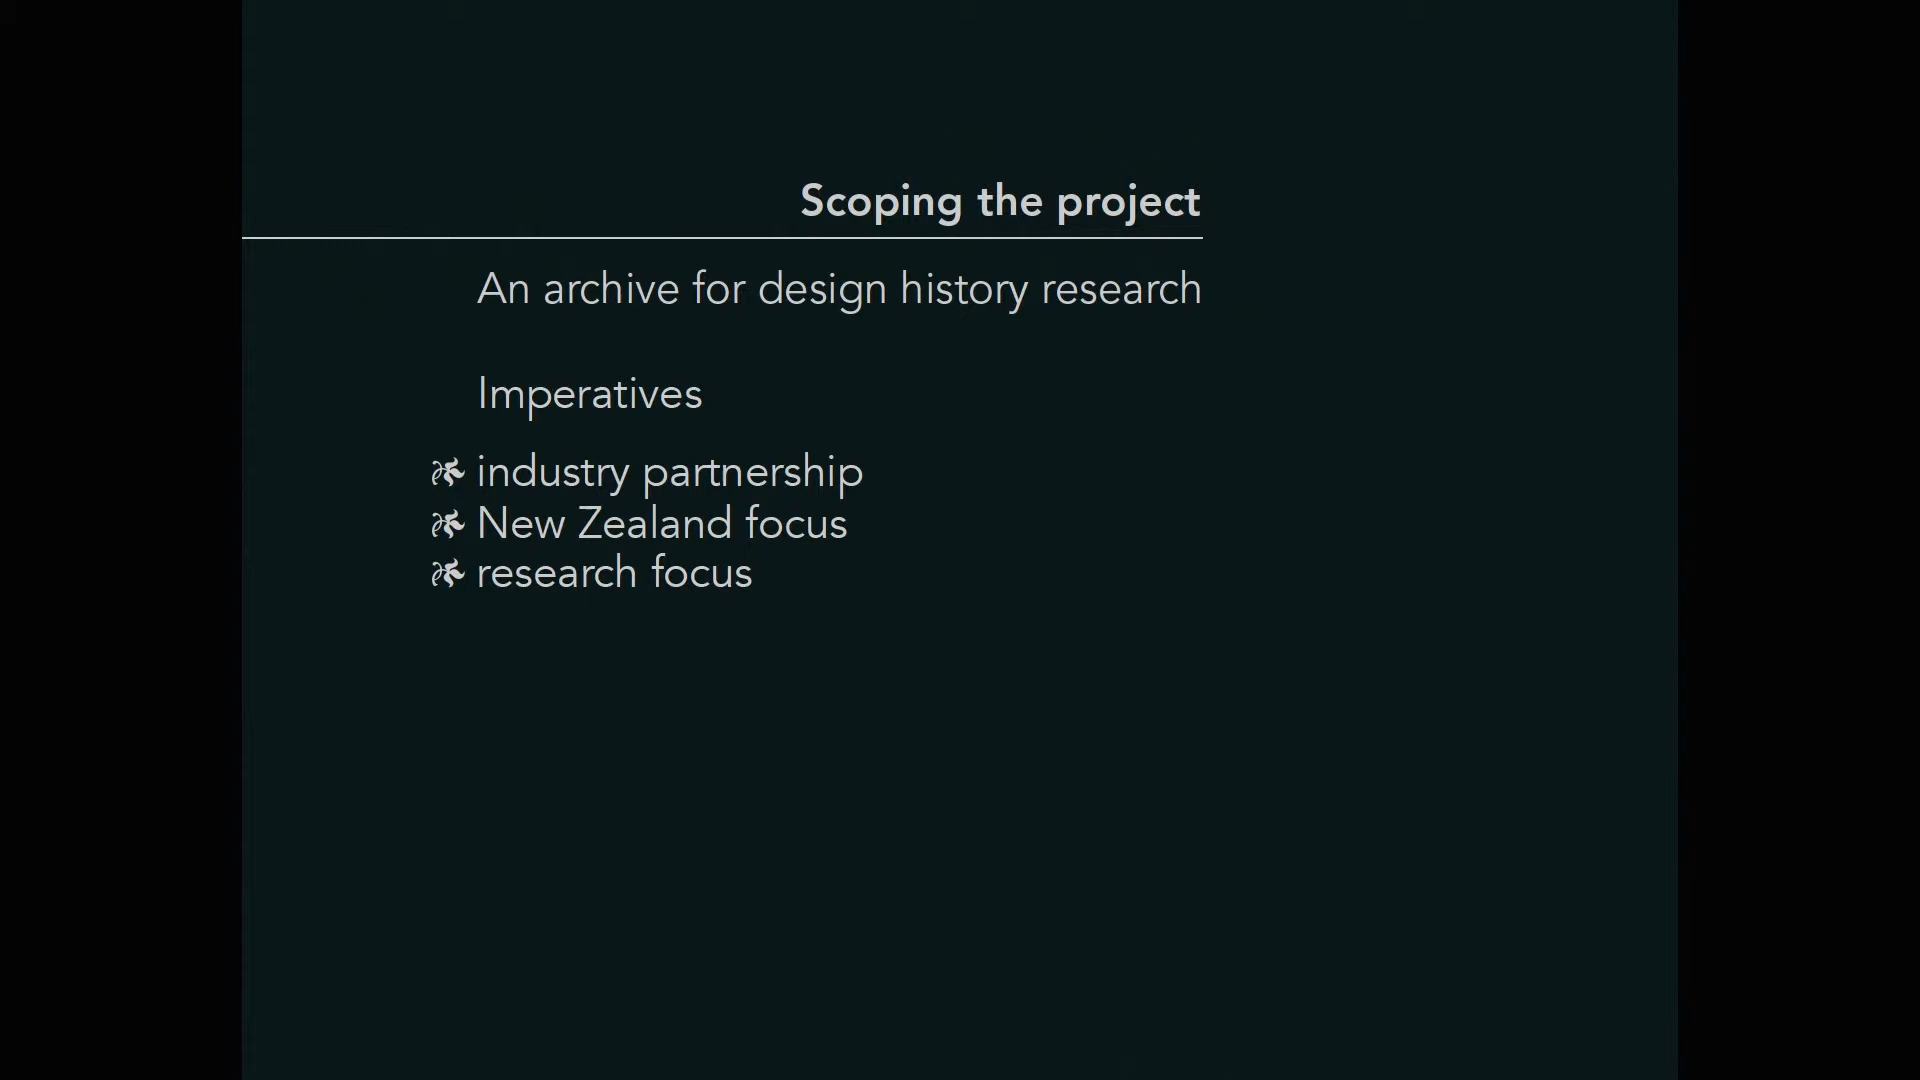 Scoping the project
An archive for design history research
Imperatives
industry partnership
New Zealand focus
research focus